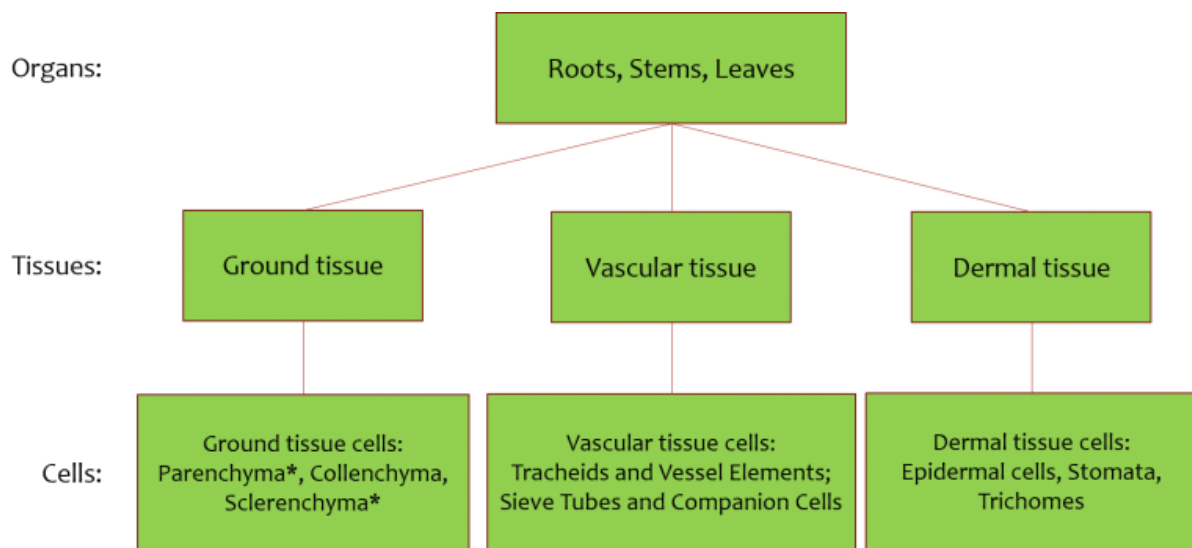 Organs:
Roots, Stems, Leaves
Tissues:
Ground tissue
Vascular tissue
Dermal tissue
Cells:
Ground tissue cells:
Parenchyma*, Collenchyma,
Sclerenchyma*
Vascular tissue cells:
Tracheids and Vessel Elements;
Sieve Tubes and Companion Cells
Dermal tissue cells:
Epidermal cells, Stomata,
Trichomes